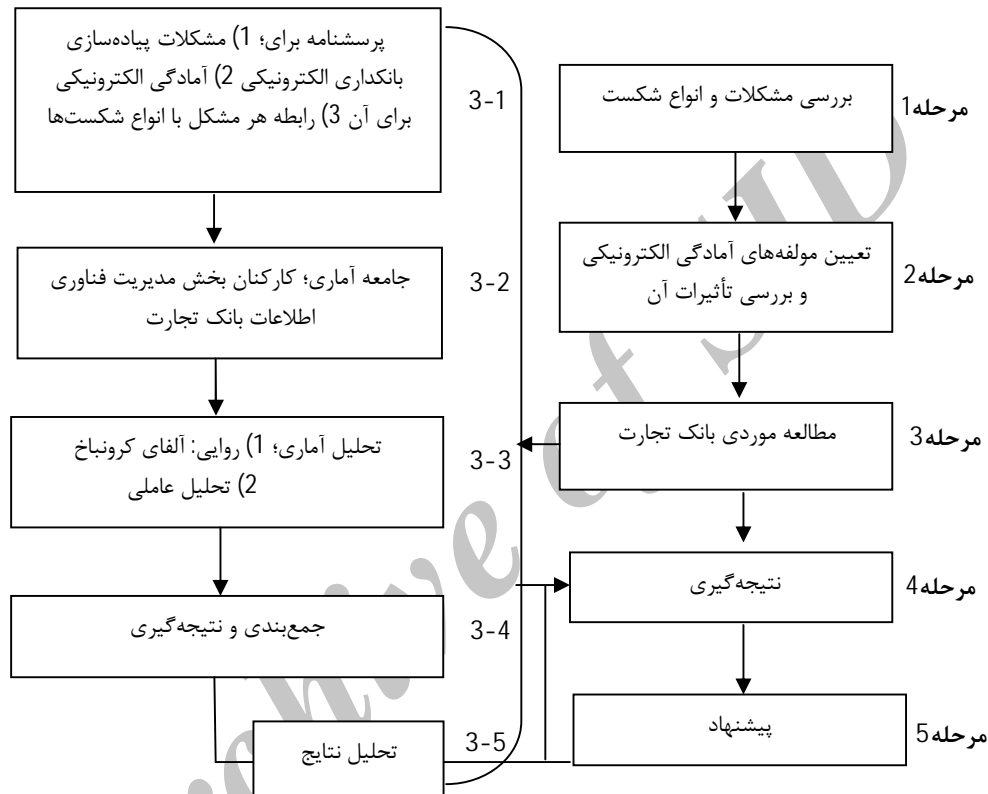 بررسی مشکلات و انواع شکست
مرحله1
تعیین مولفه‌های آمادگی الکترونیکی
و بررسی تأثیرات آن
مرحله2
مطالعه موردی بانک تجارت
مرحله3
نتیجه‌گیری
مرحله4
پیشنهاد
مرحله5
پرسشنامه برای؛ 1) مشکلات پیاده‌سازی
بانکداری الکترونیکی 2) آمادگی الکترونیکی
برای آن 3) رابطه هر مشکل با انواع شکست‌ها
3-1
جامعه آماری؛ کارکنان بخش مدیریت فناوری
اطلاعات بانک تجارت
3-2
تحلیل آماری؛ 1) روایی: آلفای کرونباخ
2) تحلیل عاملی
3-3
جمع‌بندی و نتیجه‌گیری
3-4
تحلیل نتایج
3-5
Archive of SID